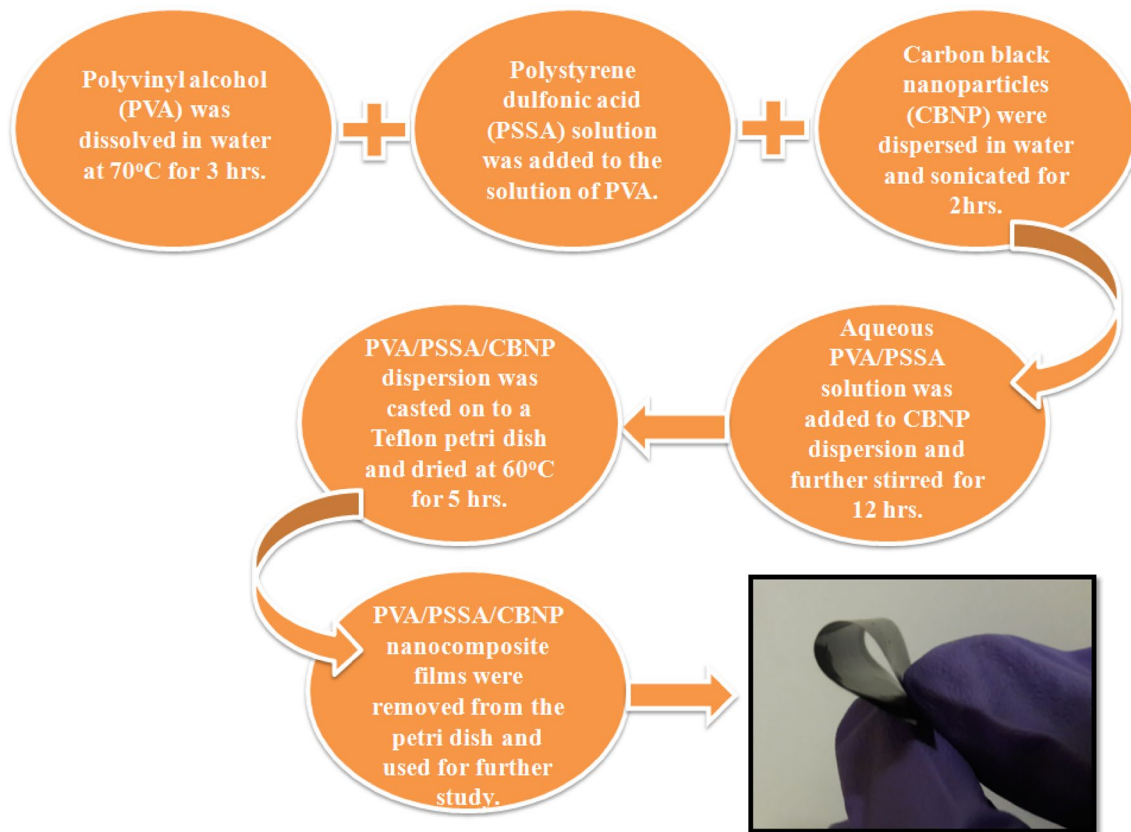 Polyvinyl alcohol
(PVA) was
dissolved in water
at 70°C for 3 hrs.
Polystyrene
dulfonic acid
(PSSA) solution
was added to the
solution of PVA.
Carbon black
nanoparticles
(CBNP) were
dispersed in water
and sonicated for
2hrs.
Aqueous
PVA/PSSA
solution was
added to CBNP
dispersion and
further stirred for
12 hrs.
PVA/PSSA/CBNP
dispersion was
casted on to a
Teflon petri dish
and dried at 60°C
for 5 hrs.
PVA/PSSA/CBNP
nanocomposite
films were
removed from the
petri dish and
used for further
study.